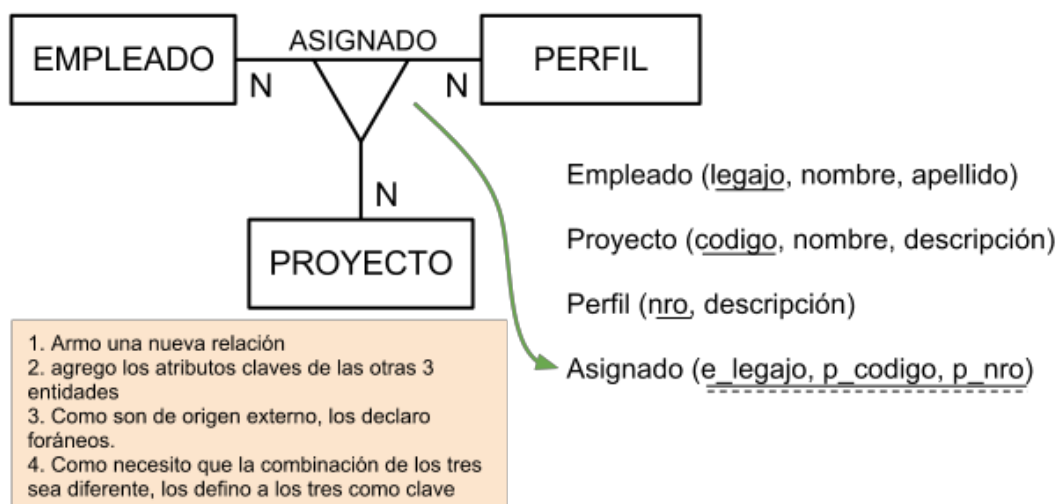 EMPLEADO
N
ASIGNADO
N
PERFIL
N
PROYECTO
Empleado (legajo, nombre, apellido)
Proyecto (codigo, nombre, descripción)
Perfil (nro, descripción)
Asignado (e_legajo, p_codigo, p_nro)
1. Armo una nueva relación
2. agrego los atributos claves de las otras 3
entidades
3. Como son de origen externo, los declaro
foráneos.
4. Como necesito que la combinación de los tres
sea diferente, los defino a los tres como clave